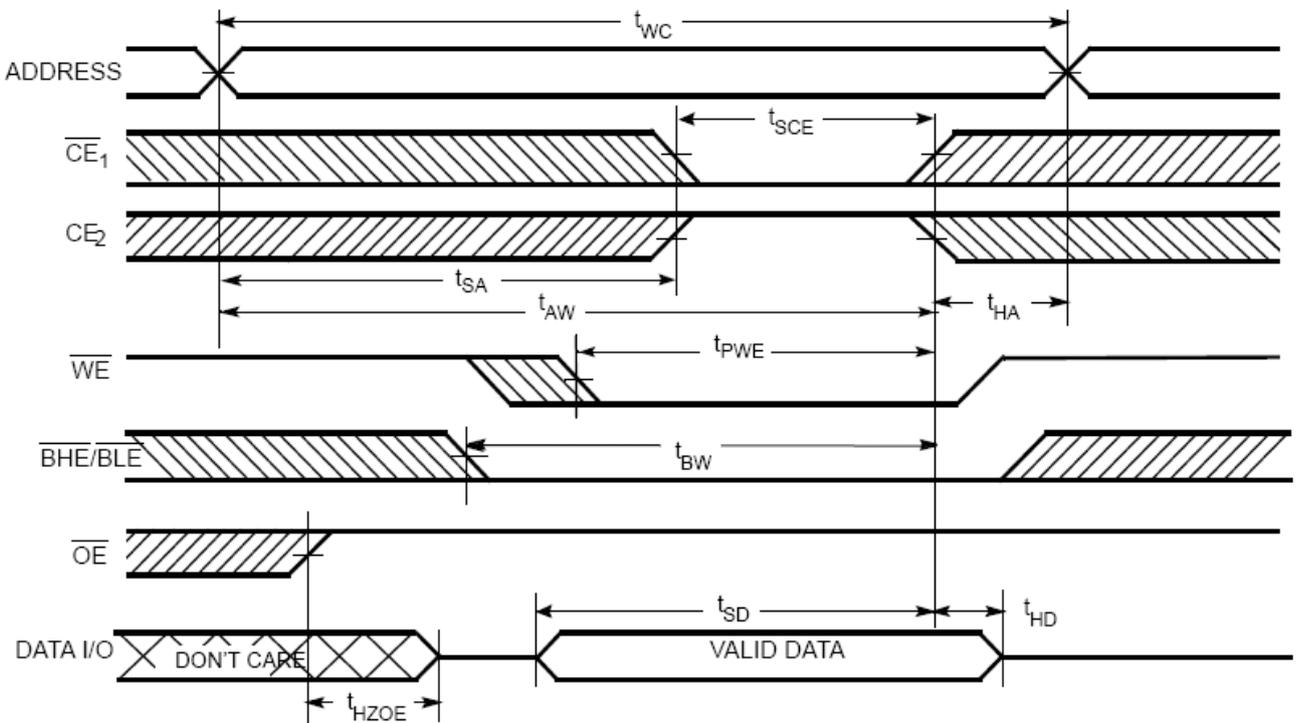 tWC
ADDRESS
tSCE
CE1
CE2
tSA
tAW
tHA
tPWE
WE
BHE/BLE
tBW
OE
tSD
tHD
DATA I/O
DON'T CARE
VALID DATA
tHZOE